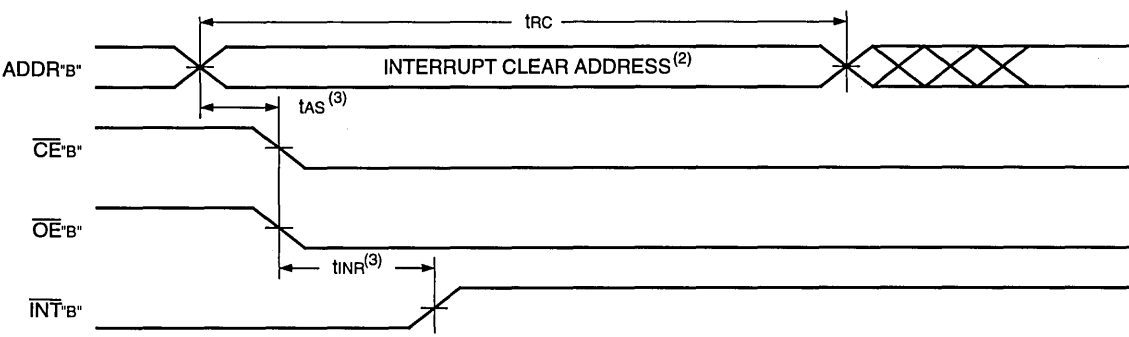 tRC
ADDR"B" INTERRUPT CLEAR ADDRESS(2)
tAS(3)
CE"B"
OE"B"
tINR(3)
INT"B"